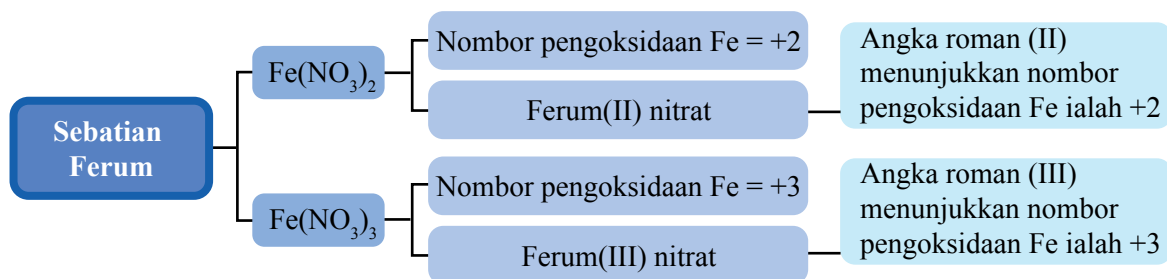 Sebatian
Ferum
Fe(NO₃)₂
Nombor pengoksidaan Fe = +2
Ferum(II) nitrat
Angka roman (II)
menunjukkan nombor
pengoksidaan Fe ialah +2
Fe(NO₃)₃
Nombor pengoksidaan Fe = +3
Ferum(III) nitrat
Angka roman (III)
menunjukkan nombor
pengoksidaan Fe ialah +3